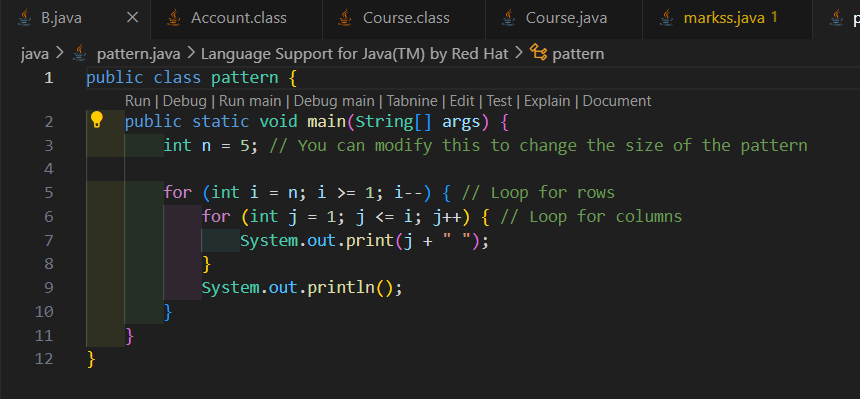 B.java Account.class Course.class Course.java markss.java 1
java > pattern.java > Language Support for Java(TM) by Red Hat > pattern
1 public class pattern {
Run | Debug | Run main | Debug main | Tabnine | Edit | Test | Explain | Document
2 public static void main(String[] args) {
3 int n = 5; // You can modify this to change the size of the pattern
4
5 for (int i = n; i >= 1; i--) { // Loop for rows
6 for (int j = 1; j <= i; j++) { // Loop for columns
7 System.out.print(j + " ");
8 }
9 System.out.println();
10 }
11 }
12 }